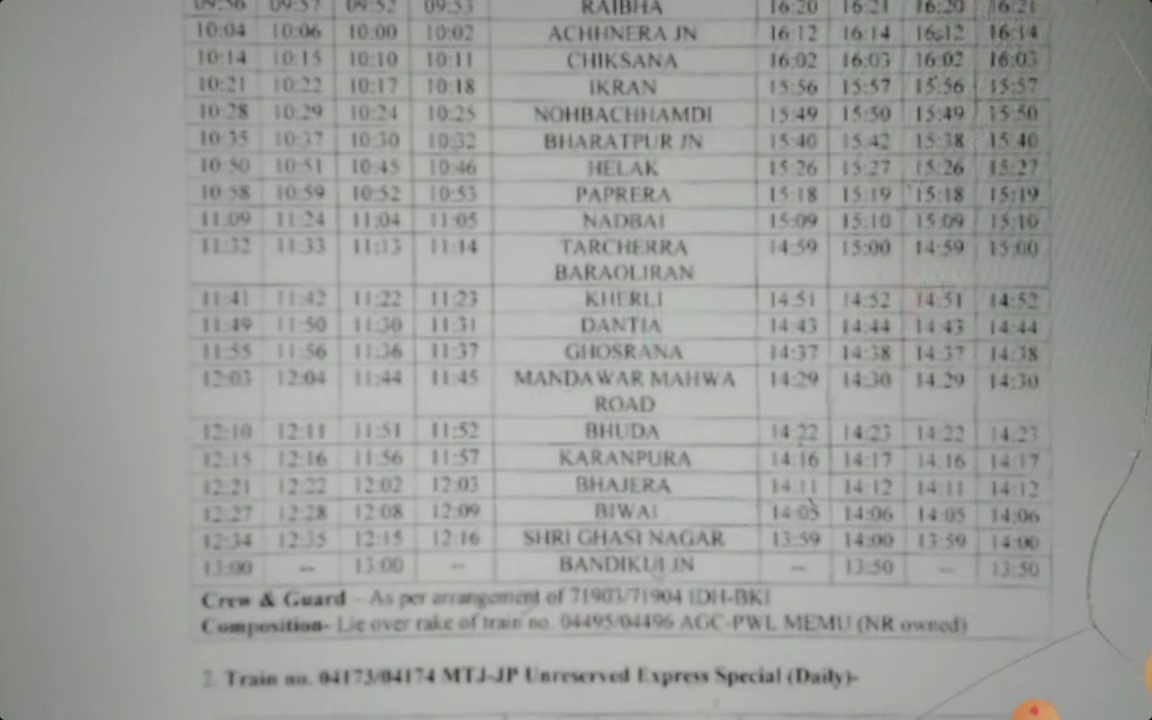 09:56 09:57 09:52 09:53 RAIBHA 16:20 16:21 16:20 16:21
10:04 10:06 10:00 10:02 ACHHNERA JN 16:12 16:14 16:12 16:14
10:14 10:15 10:10 10:11 CHIKSANA 16:02 16:03 16:02 16:03
10:21 10:22 10:17 10:18 IKRAN 15:56 15:57 15:56 15:57
10:28 10:29 10:24 10:25 NOHBACHHAMDI 15:49 15:50 15:49 15:50
10:35 10:37 10:30 10:32 BHARATPUR JN 15:40 15:42 15:38 15:40
10:50 10:51 10:45 10:46 HELAK 15:26 15:27 15:26 15:27
10:58 10:59 10:52 10:53 PAPRERA 15:18 15:19 15:18 15:19
11:09 11:24 11:04 11:05 NADBAI 15:09 15:10 15:09 15:10
11:32 11:33 11:13 11:14 TARCHERRA 14:59 15:00 14:59 15:00
BARAOLIRAN
11:41 11:42 11:22 11:23 KHERLI 14:51 14:52 14:51 14:52
11:49 11:50 11:30 11:31 DANTIA 14:43 14:44 14:43 14:44
11:55 11:56 11:36 11:37 GHOSRANA 14:37 14:38 14:37 14:38
12:03 12:04 11:44 11:45 MANDAWAR MAHWA 14:29 14:30 14:29 14:30
ROAD
12:10 12:11 11:51 11:52 BHUDA 14:22 14:23 14:22 14:23
12:15 12:16 11:56 11:57 KARANPURA 14:16 14:17 14:16 14:17
12:21 12:22 12:02 12:03 BHAJERA 14:11 14:12 14:11 14:12
12:27 12:28 12:08 12:09 BIWAI 14:05 14:06 14:05 14:06
12:34 12:35 12:15 12:16 SHRI GHASI NAGAR 13:59 14:00 13:59 14:00
13:00 -- 13:00 -- BANDIKUI JN -- 13:50 -- 13:50
Crew & Guard – As per arrangement of 71903/71904 IDH-BKI
Composition- Lie over rake of train no. 04495/04496 AGC-PWL MEMU (NR owned)
2. Train no. 04173/04174 MTJ-JP Unreserved Express Special (Daily)-